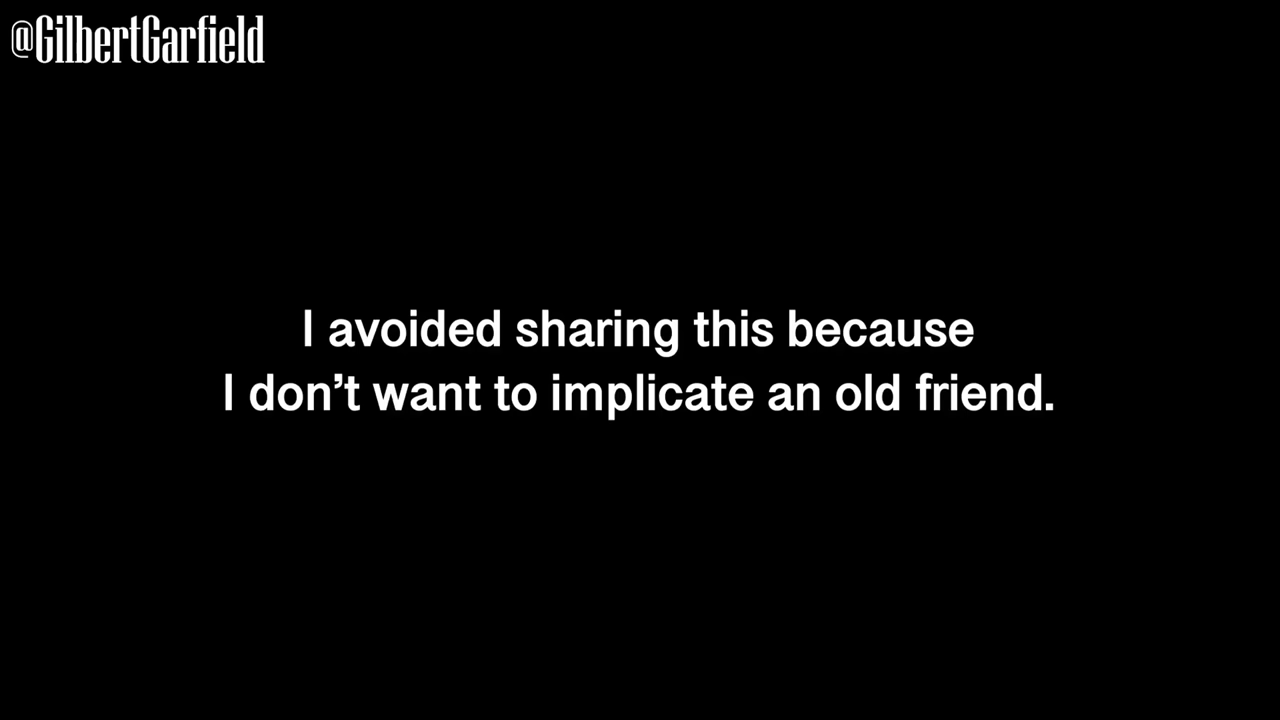 @GilbertGarfield
I avoided sharing this because
I don’t want to implicate an old friend.